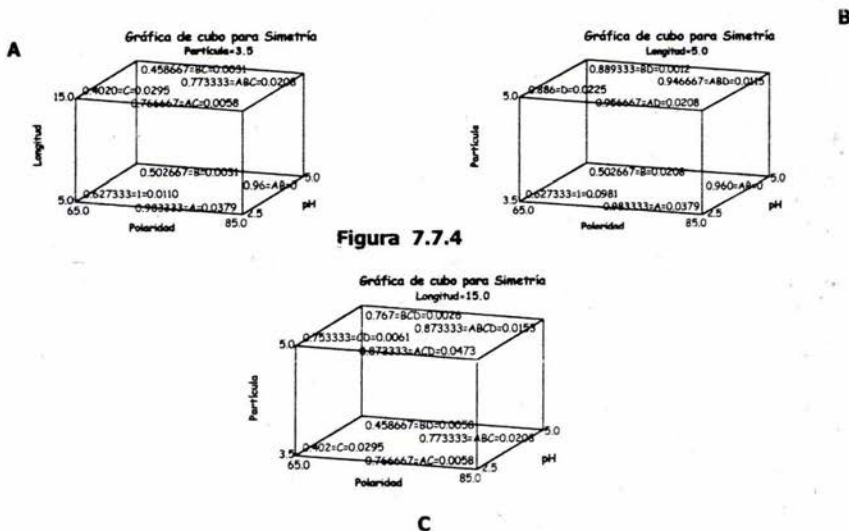 A
Gráfica de cubo para Simetría
Partícula=3.5
0.458667=BC=0.0031
0.773333=ABC=0.0208
15.0
0.4020=C=0.0295
0.766667=AC=0.0058
Longitud
0.502667=B=0.0031
5.0
0.96=AB=0
5.0
0.627333=1=0.0110
0.983333=A=0.0379
2.5
65.0
85.0
pH
Polaridad
B
Gráfica de cubo para Simetría
Longitud=5.0
0.889333=BD=0.0012
0.946667=ABD=0.0115
5.0
0.886=D=0.0225
0.956667=AD=0.0208
Partícula
0.502667=B=0.0208
5.0
0.960=AB=0
3.5
0.627333=1=0.0981
0.983333=A=0.0379
2.5
65.0
85.0
pH
Polaridad
Figura 7.7.4
Gráfica de cubo para Simetría
Longitud=15.0
0.767=BCD=0.0026
0.873333=ABCD=0.0153
5.0
0.753333=CD=0.0061
0.873333=ACD=0.0473
Partícula
0.458667=BD=0.0058
0.773333=ABC=0.0208
5.0
3.5
0.402=C=0.0295
0.766667=AC=0.0058
2.5
65.0
85.0
pH
Polaridad
C